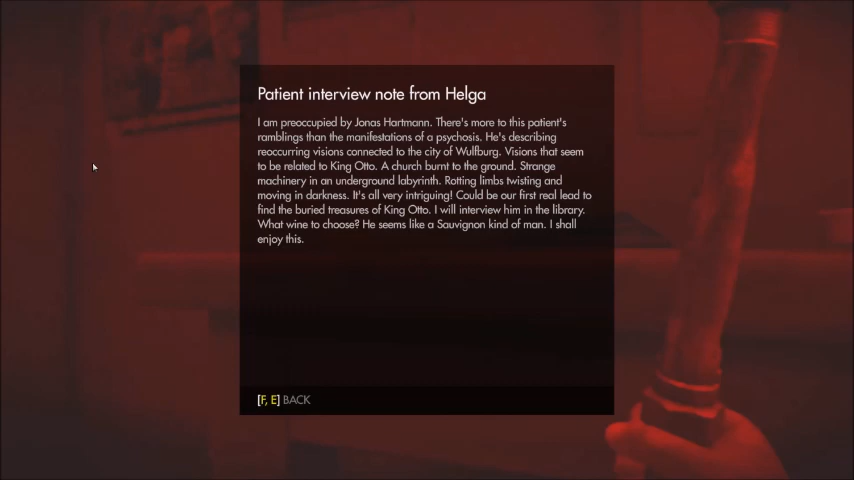 Patient interview note from Helga
I am preoccupied by Jonas Hartmann. There's more to this patient's
ramblings than the manifestations of a psychosis. He's describing
reoccurring visions connected to the city of Wulfburg. Visions that seem
to be related to King Otto. A church burnt to the ground. Strange
machinery in an underground labyrinth. Rotting limbs twisting and
moving in darkness. It's all very intriguing! Could be our first real lead to
find the buried treasures of King Otto. I will interview him in the library.
What wine to choose? He seems like a Sauvignon kind of man. I shall
enjoy this.
[F, E] BACK